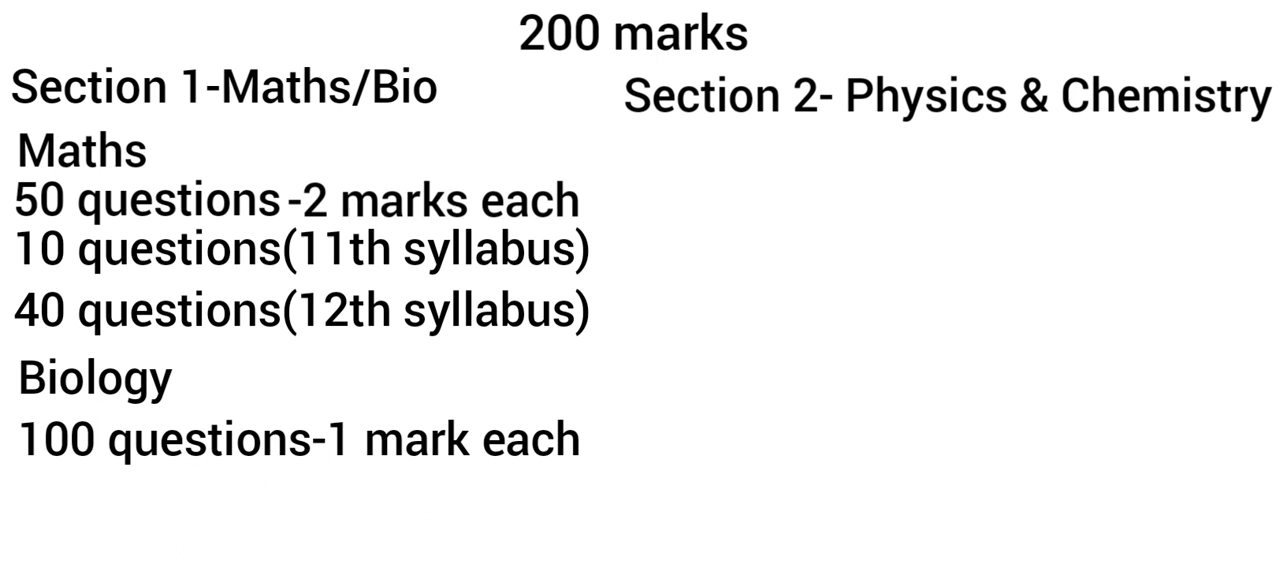 200 marks
Section 1-Maths/Bio
Maths
50 questions -2 marks each
10 questions(11th syllabus)
40 questions(12th syllabus)
Biology
100 questions-1 mark each
Section 2- Physics & Chemistry